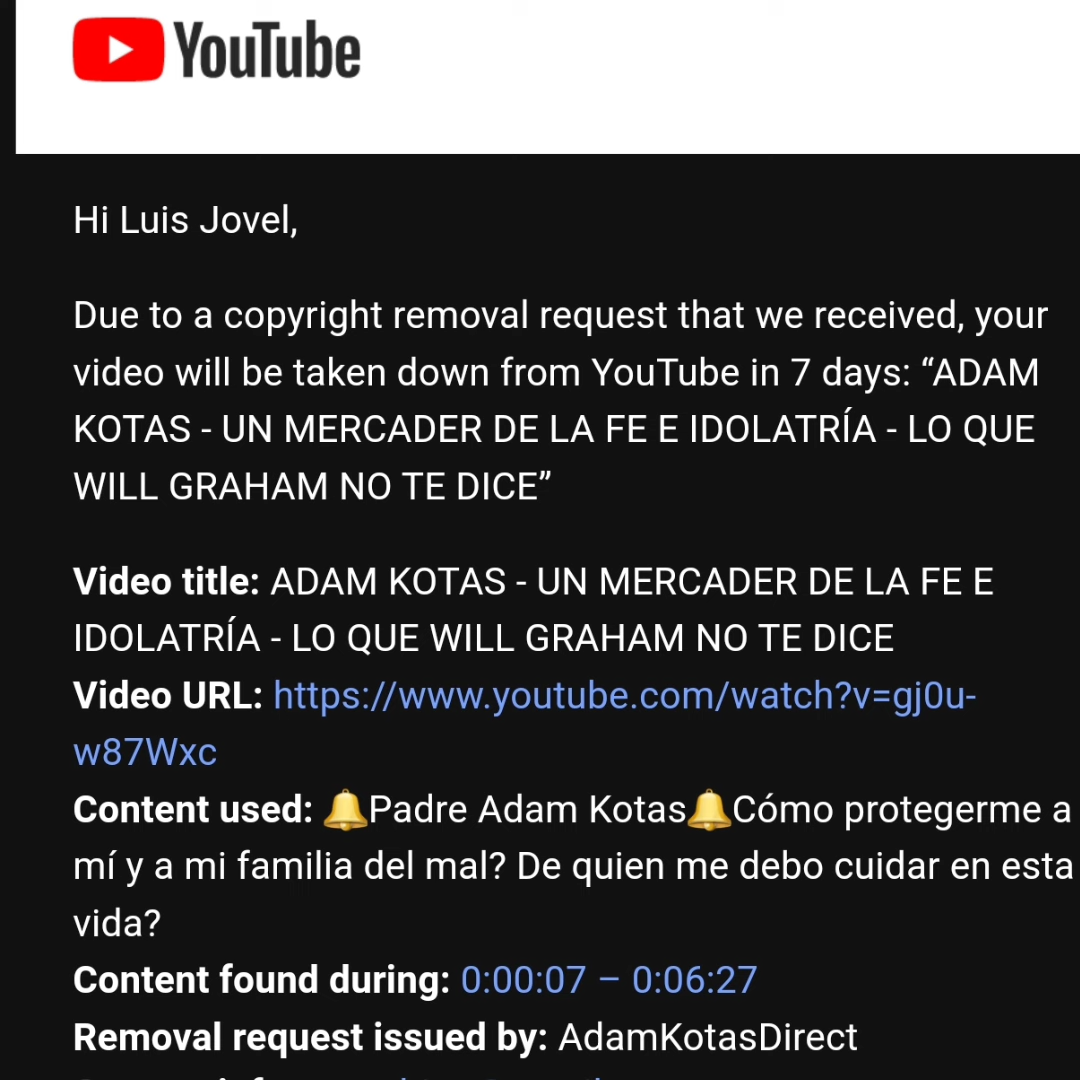 YouTube
Hi Luis Jovel,
Due to a copyright removal request that we received, your
video will be taken down from YouTube in 7 days: “ADAM
KOTAS - UN MERCADER DE LA FE E IDOLATRÍA - LO QUE
WILL GRAHAM NO TE DICE”
Video title: ADAM KOTAS - UN MERCADER DE LA FE E
IDOLATRÍA - LO QUE WILL GRAHAM NO TE DICE
Video URL: https://www.youtube.com/watch?v=gj0u-
w87Wxc
Content used: 🔔Padre Adam Kotas🔔Cómo protegerme a
mí y a mi familia del mal? De quien me debo cuidar en esta
vida?
Content found during: 0:00:07 – 0:06:27
Removal request issued by: AdamKotasDirect